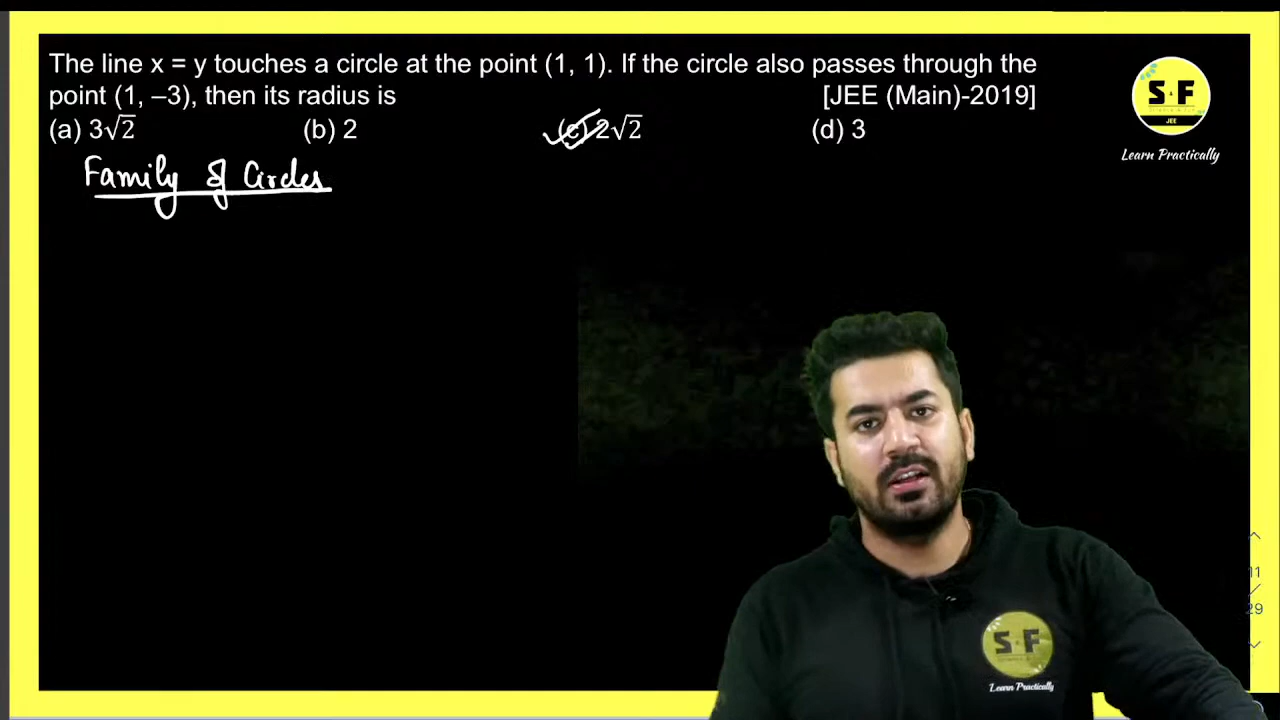 The line x = y touches a circle at the point (1, 1). If the circle also passes through the
point (1, –3), then its radius is [JEE (Main)-2019]
(a) 3√2 (b) 2 (c) 2√2 (d) 3
Family of Circles
S F
JEE
Learn Practically
11
29
S F
Learn Practically